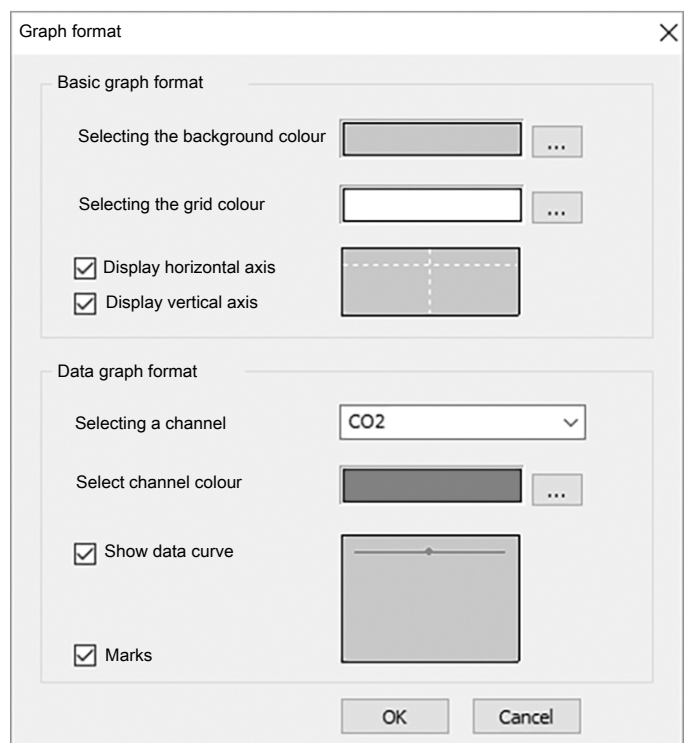 Graph format
Basic graph format
Selecting the background colour
...
Selecting the grid colour
...
Display horizontal axis
Display vertical axis
Data graph format
Selecting a channel
CO2
Select channel colour
...
Show data curve
Marks
OK
Cancel